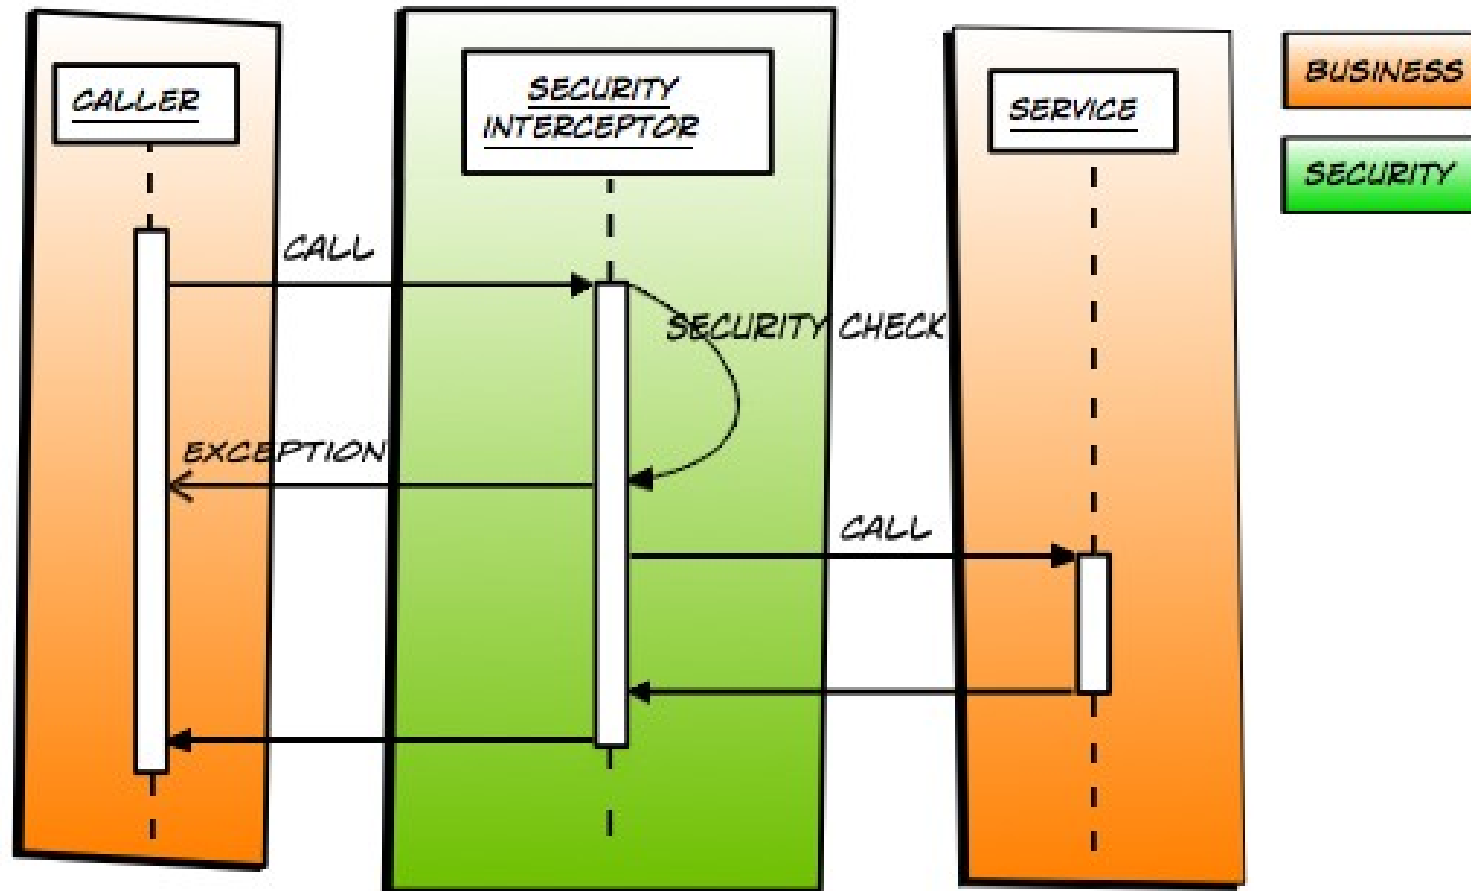 CALLER
SECURITY
INTERCEPTOR
SERVICE
BUSINESS
SECURITY
CALL
SECURITY CHECK
EXCEPTION
CALL